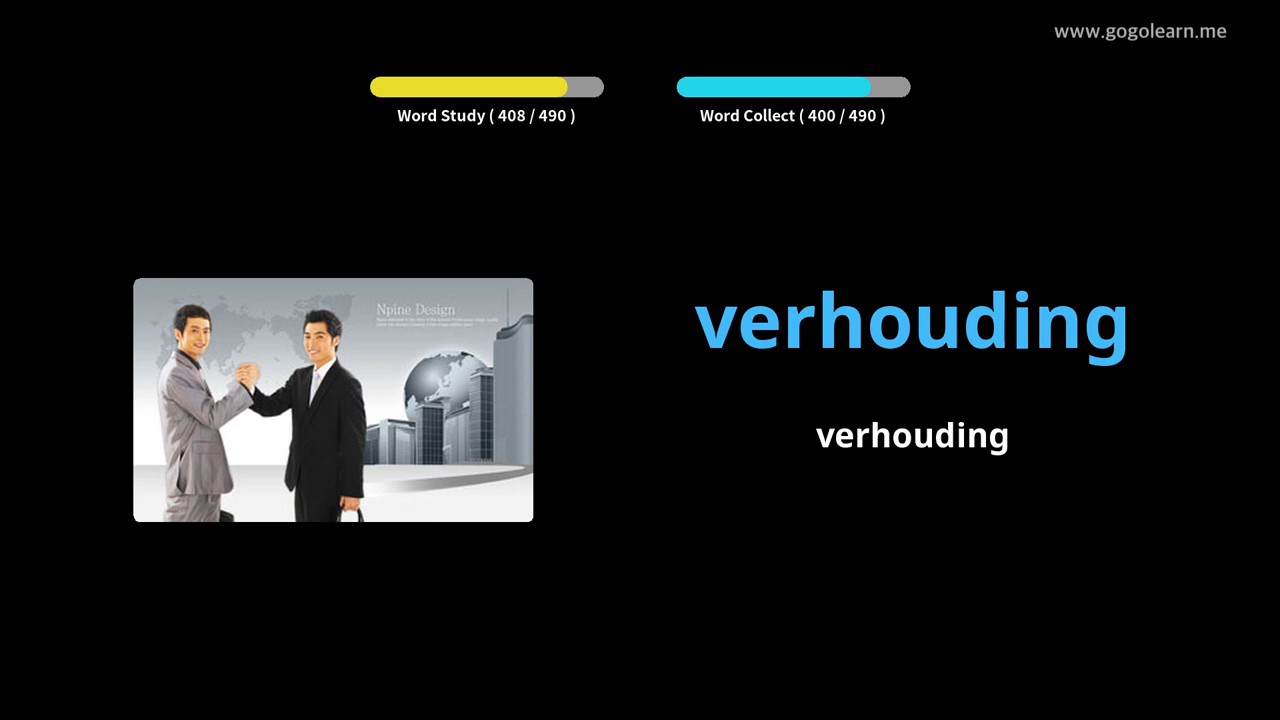 www.gogolearn.me
Word Study ( 408 / 490 )
Word Collect ( 400 / 490 )
Npine Design
verhouding
verhouding